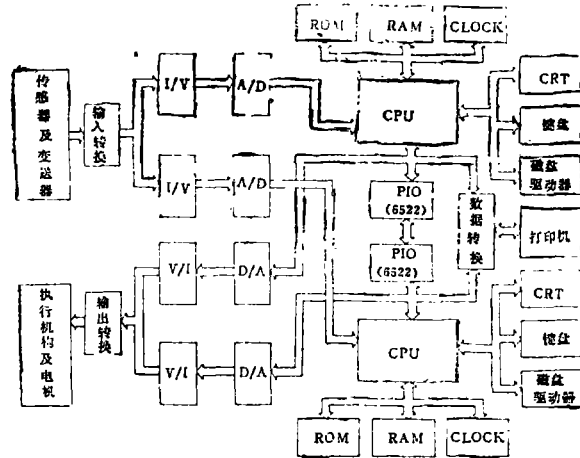 ROM
RAM
CLOCK
传感器及变送器
输入转换
I/V
A/D
CPU
CRT
键盘
磁盘
驱动器
I/V
A/D
PIO
(6522)
数据转换
打印机
PIO
(6522)
V/I
D/A
执行机构及电机
输出转换
V/I
D/A
CPU
CRT
键盘
磁盘
驱动器
ROM
RAM
CLOCK